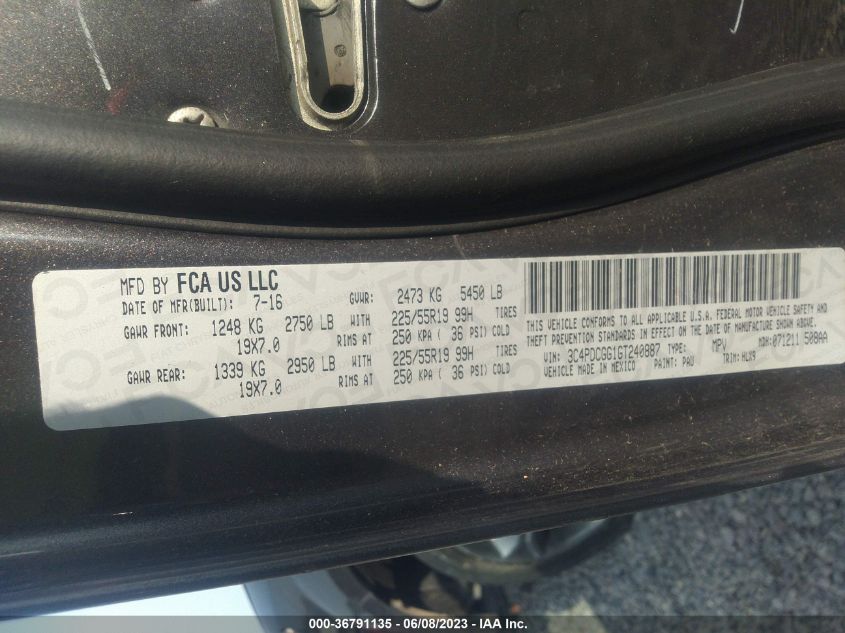 MFD BY FCA US LLC
DATE OF MFR(BUILT): 7-16 GVWR: 2473 KG 5450 LB
GAWR FRONT: 1248 KG 2750 LB WITH 225/55R19 99H TIRES
19X7.0 RIMS AT 250 KPA ( 36 PSI) COLD
GAWR REAR: 1339 KG 2950 LB WITH 225/55R19 99H TIRES
19X7.0 RIMS AT 250 KPA ( 36 PSI) COLD
THIS VEHICLE CONFORMS TO ALL APPLICABLE U.S.A. FEDERAL MOTOR VEHICLE SAFETY AND
THEFT PREVENTION STANDARDS IN EFFECT ON THE DATE OF MANUFACTURE SHOWN ABOVE.
VIN: 3C4PDCGG1GT240887 TYPE: MPV MDH: 071211 508AA
VEHICLE MADE IN MEXICO PAINT: PAU TRIM: HLX9
000-36791135 - 06/08/2023 - IAA Inc.